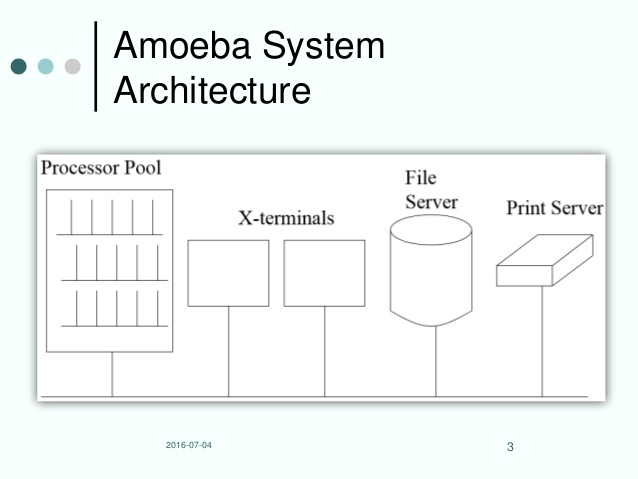 Amoeba System
Architecture
Processor Pool
X-terminals
File
Server
Print Server
2016-07-04
3